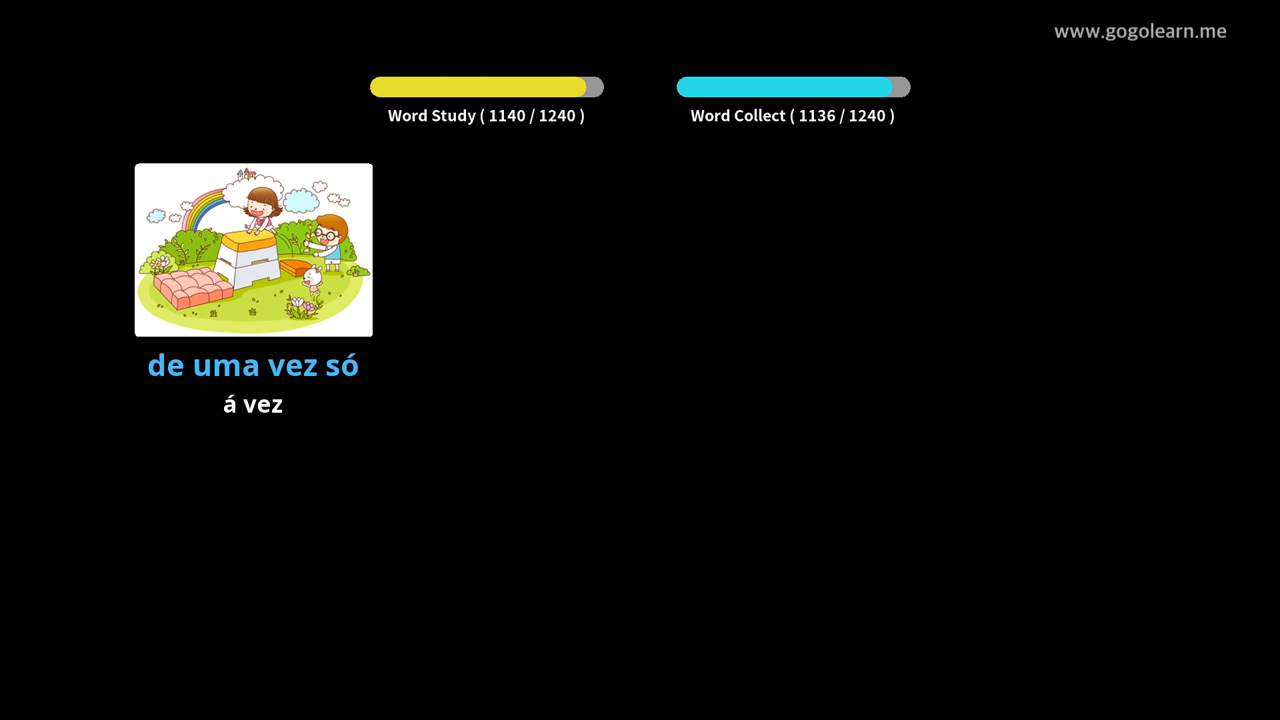 www.gogolearn.me
Word Study ( 1140 / 1240 )
Word Collect ( 1136 / 1240 )
de uma vez só
á vez